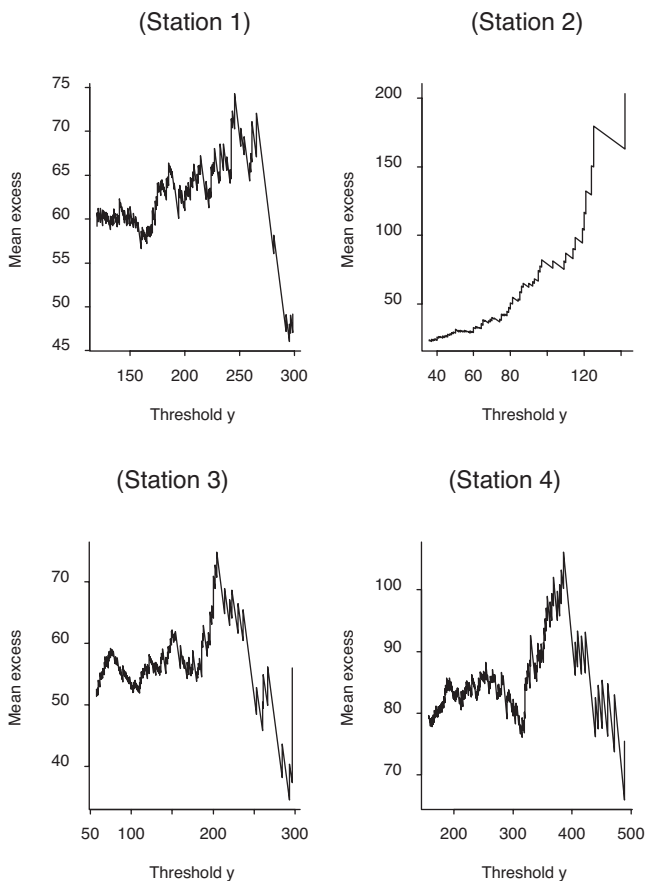 (Station 1)
Mean excess
75
70
65
60
55
50
45
150 200 250 300
Threshold y
(Station 2)
Mean excess
200
150
100
50
40 60 80 120
Threshold y
(Station 3)
Mean excess
70
60
50
40
50 100 200 300
Threshold y
(Station 4)
Mean excess
100
90
80
70
200 300 400 500
Threshold y